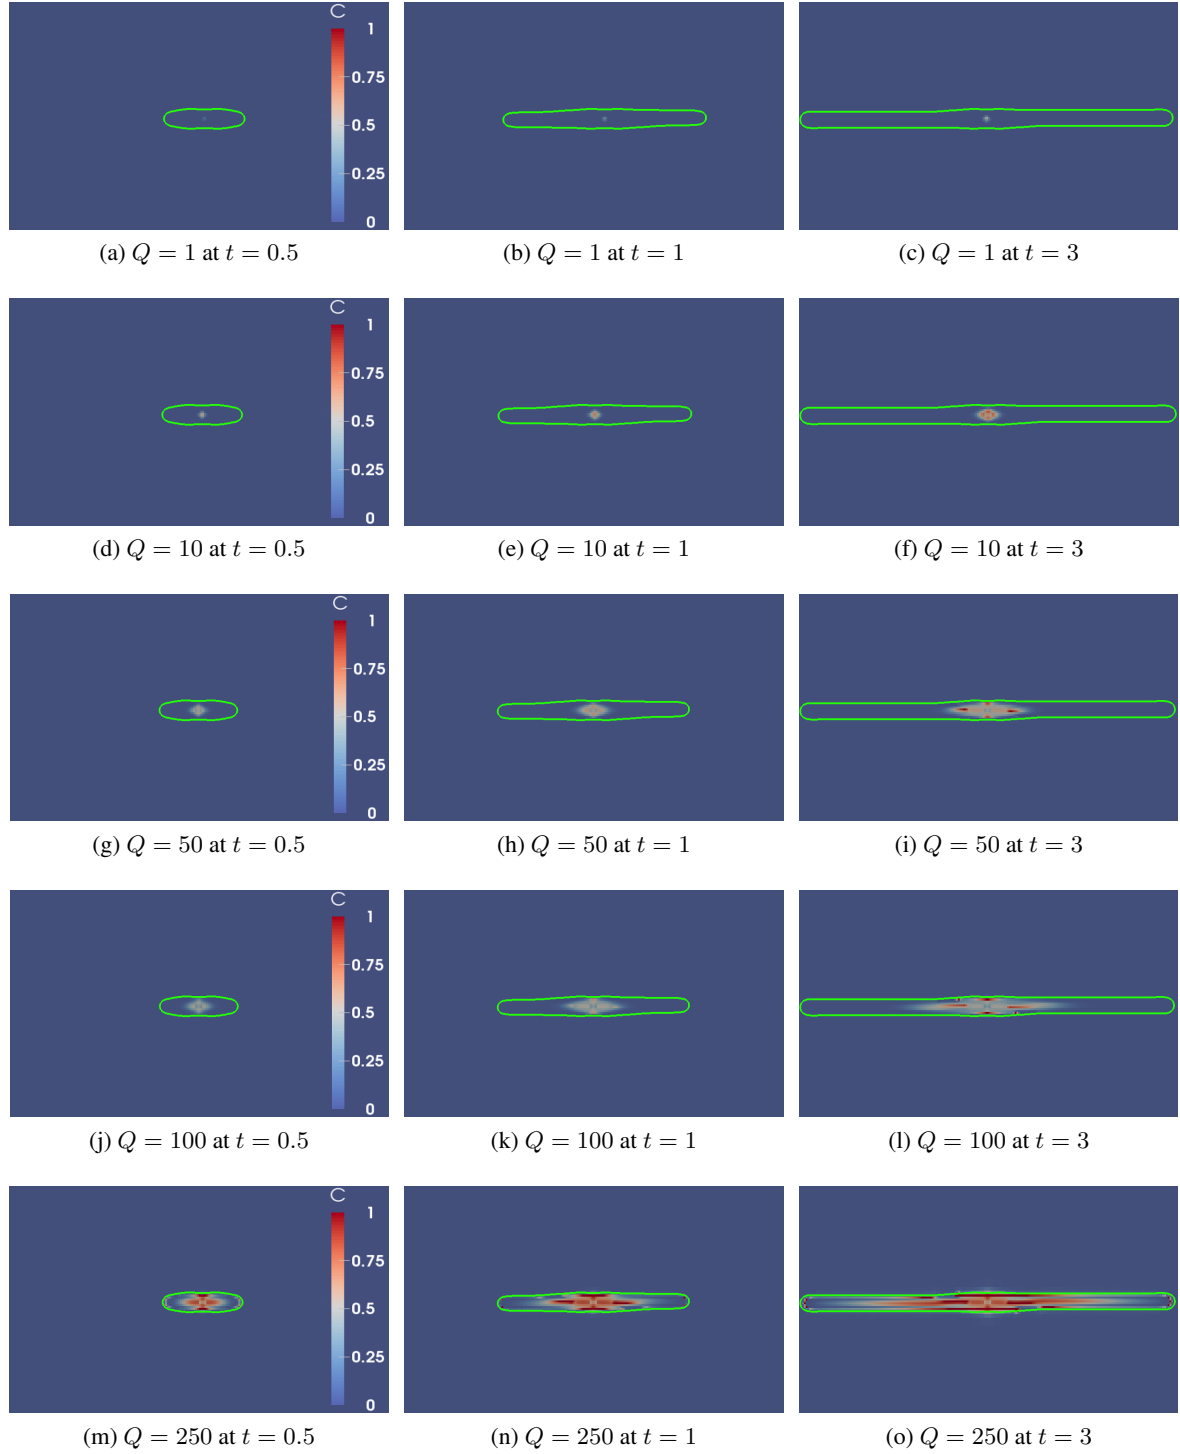 C
1
0.75
0.5
0.25
0
(a) Q = 1 at t = 0.5
(b) Q = 1 at t = 1
(c) Q = 1 at t = 3
C
1
0.75
0.5
0.25
0
(d) Q = 10 at t = 0.5
(e) Q = 10 at t = 1
(f) Q = 10 at t = 3
C
1
0.75
0.5
0.25
0
(g) Q = 50 at t = 0.5
(h) Q = 50 at t = 1
(i) Q = 50 at t = 3
C
1
0.75
0.5
0.25
0
(j) Q = 100 at t = 0.5
(k) Q = 100 at t = 1
(l) Q = 100 at t = 3
C
1
0.75
0.5
0.25
0
(m) Q = 250 at t = 0.5
(n) Q = 250 at t = 1
(o) Q = 250 at t = 3